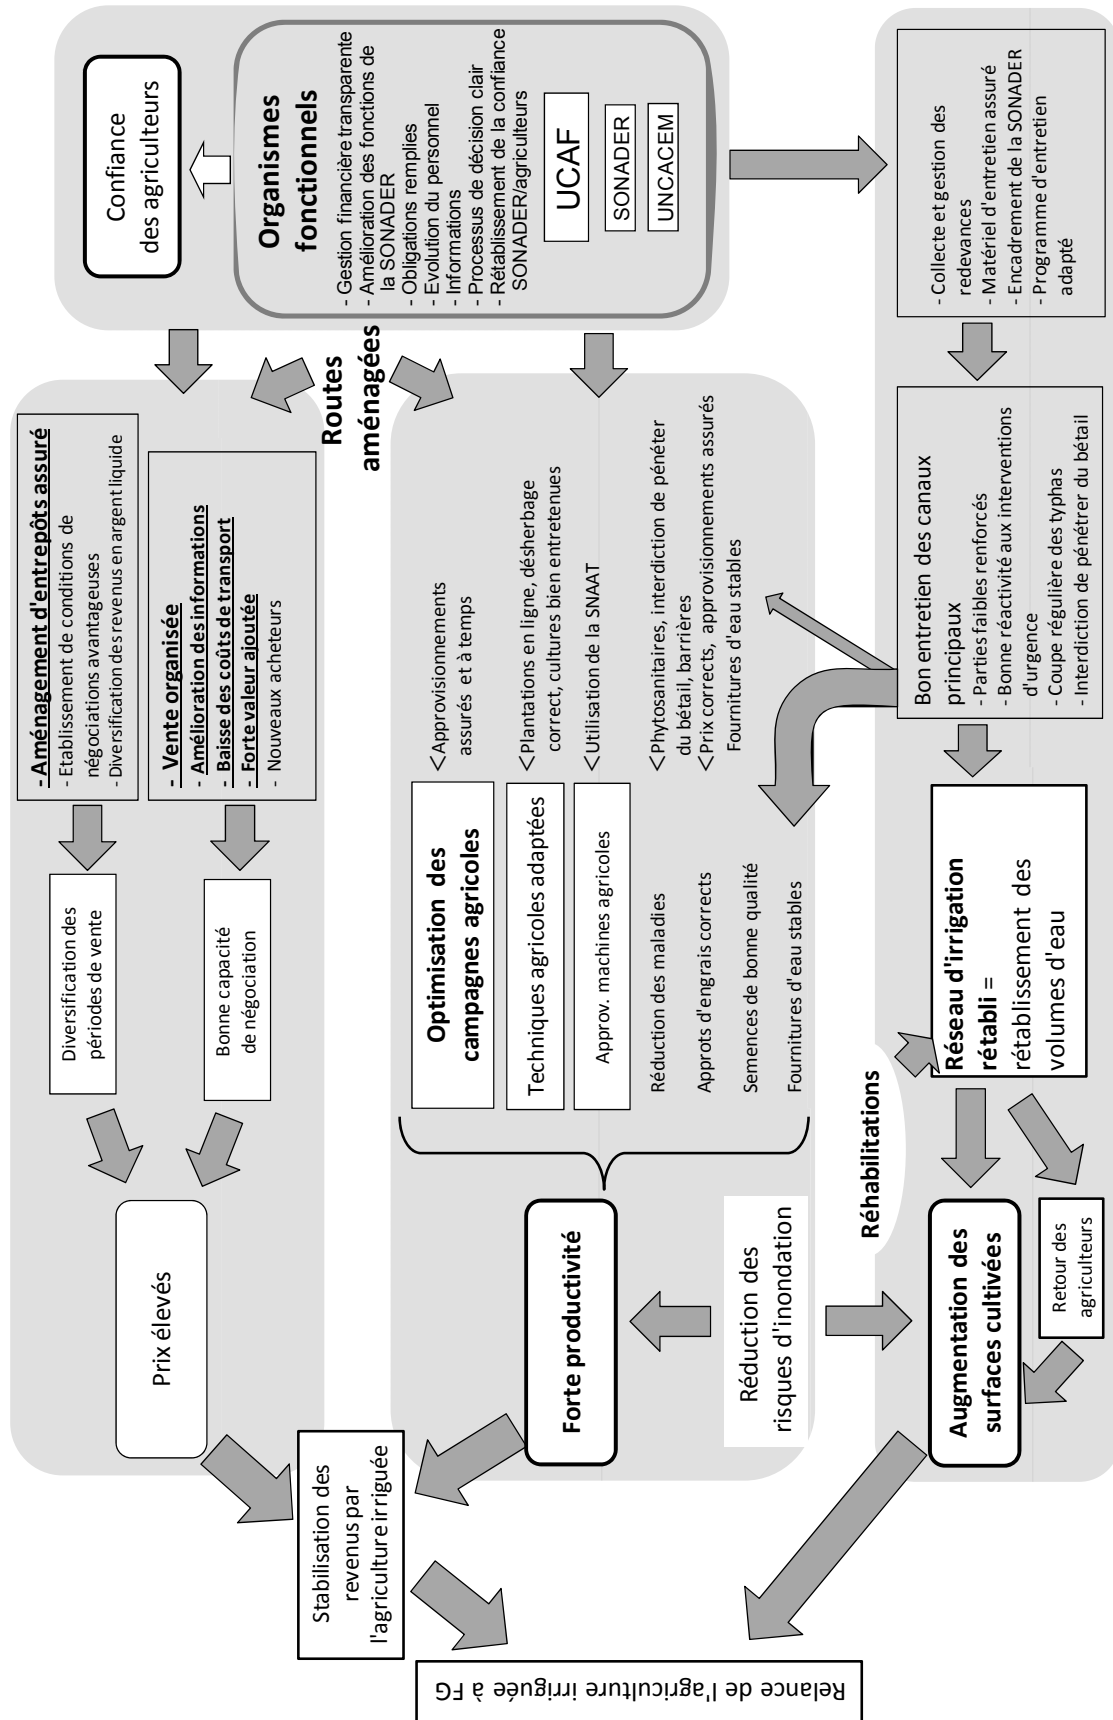 Relance de l'agriculture irriguée à FG
Stabilisation des
revenus par
l'agriculture irriguée
Prix élevés
Diversification des
périodes de vente
Bonne capacité
de négociation
- Aménagement d'entrepôts assuré
- Etablissement de conditions de
négociations avantageuses
- Diversification des revenus en argent liquide
- Vente organisée
- Amélioration des informations
- Baisse des coûts de transport
- Forte valeur ajoutée
- Nouveaux acheteurs
Confiance
des agriculteurs
Organismes
fonctionnels
- Gestion financière transparente
- Amélioration des fonctions de
la SONADER
- Obligations remplies
- Evolution du personnel
- Informations
- Processus de décision clair
- Rétablissement de la confiance
SONADER/agriculteurs
UCAF
SONADER
UNCACEM
Routes
aménagées
Forte productivité
Optimisation des
campagnes agricoles
Techniques agricoles adaptées
Approv. machines agricoles
Réduction des maladies
Approts d'engrais corrects
Semences de bonne qualité
Fournitures d'eau stables
<Approvisionnements
assurés et à temps
<Plantations en ligne, désherbage
correct, cultures bien entretenues
<Utilisation de la SNAAT
<Phytosanitaires, interdiction de pénéter
du bétail, barrières
<Prix corrects, approvisionnements assurés
Fournitures d'eau stables
Réduction des
risques d'inondation
Réhabilitations
Augmentation des
surfaces cultivées
Retour des
agriculteurs
Réseau d'irrigation
rétabli =
rétablissement des
volumes d'eau
Bon entretien des canaux
principaux
- Parties faibles renforcés
- Bonne réactivité aux interventions
d'urgence
- Coupe régulière des typhas
- Interdiction de pénétrer du bétail
- Collecte et gestion des
redevances
- Matériel d'entretien assuré
- Encadrement de la SONADER
- Programme d'entretien
adapté